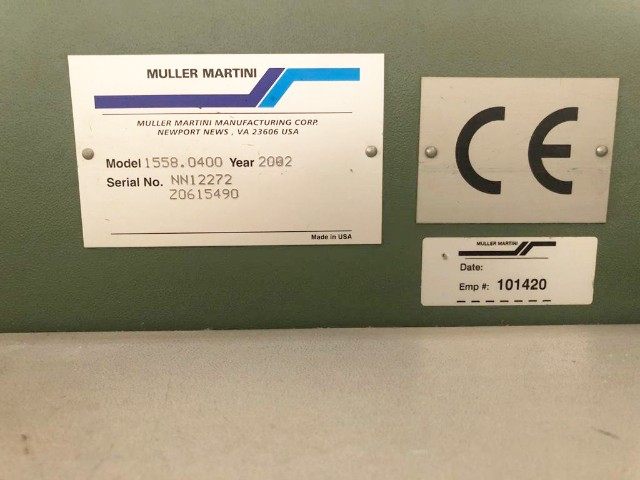 MULLER MARTINI
MULLER MARTINI MANUFACTURING CORP.
NEWPORT NEWS , VA 23606 USA
Model 1558.0400 Year 2002
Serial No. NN12272
Z0615490
Made in USA
CE
MULLER MARTINI
Date:
Emp #: 101420